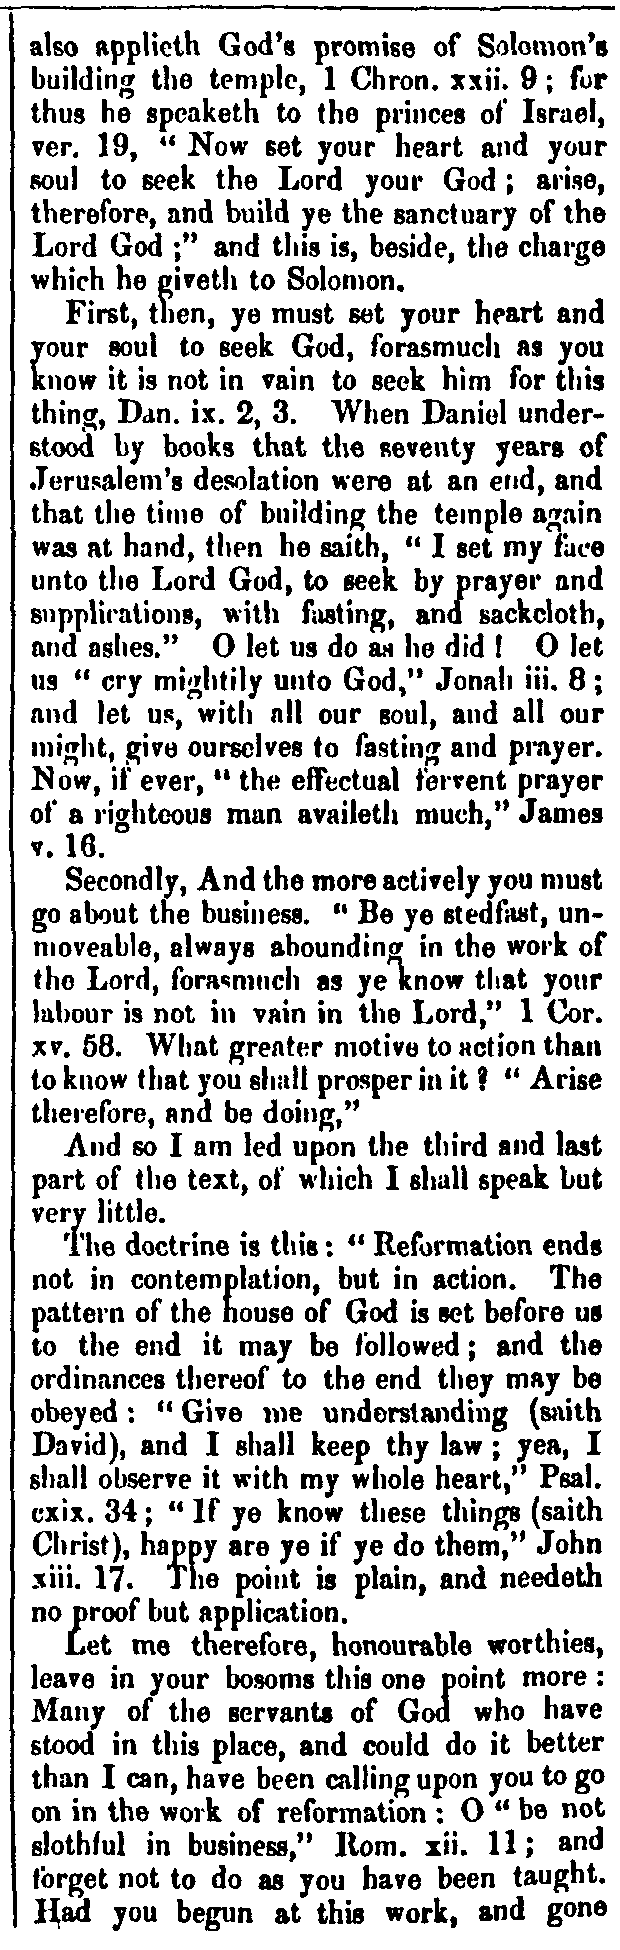 also applieth God's promise of Solomon's
building the temple, 1 Chron. xxii. 9; for
thus he speaketh to the princes of Israel,
ver. 19, “ Now set your heart and your
soul to seek the Lord your God; arise,
therefore, and build ye the sanctuary of the
Lord God;” and this is, beside, the charge
which he giveth to Solomon.
First, then, ye must set your heart and
your soul to seek God, forasmuch as you
know it is not in vain to seek him for this
thing, Dan. ix. 2, 3. When Daniel under-
stood by books that the seventy years of
Jerusalem's desolation were at an end, and
that the time of building the temple again
was at hand, then he saith, “ I set my face
unto the Lord God, to seek by prayer and
supplications, with fasting, and sackcloth,
and ashes.” O let us do as he did! O let
us “ cry mightily unto God,” Jonah iii. 8;
and let us, with all our soul, and all our
might, give ourselves to fasting and prayer.
Now, if ever, “ the effectual fervent prayer
of a righteous man availeth much,” James
v. 16.
Secondly, And the more actively you must
go about the business. “ Be ye stedfast, un-
moveable, always abounding in the work of
the Lord, forasmuch as ye know that your
labour is not in vain in the Lord,” 1 Cor.
xv. 58. What greater motive to action than
to know that you shall prosper in it? “ Arise
therefore, and be doing,”
And so I am led upon the third and last
part of the text, of which I shall speak but
very little.
The doctrine is this: “ Reformation ends
not in contemplation, but in action. The
pattern of the house of God is set before us
to the end it may be followed; and the
ordinances thereof to the end they may be
obeyed: “ Give me understanding (saith
David), and I shall keep thy law; yea, I
shall observe it with my whole heart,” Psal.
cxix. 34; “ If ye know these things (saith
Christ), happy are ye if ye do them,” John
xiii. 17. The point is plain, and needeth
no proof but application.
Let me therefore, honourable worthies,
leave in your bosoms this one point more:
Many of the servants of God who have
stood in this place, and could do it better
than I can, have been calling upon you to go
on in the work of reformation: O “ be not
slothful in business,” Rom. xii. 11; and
forget not to do as you have been taught.
Had you begun at this work, and gone